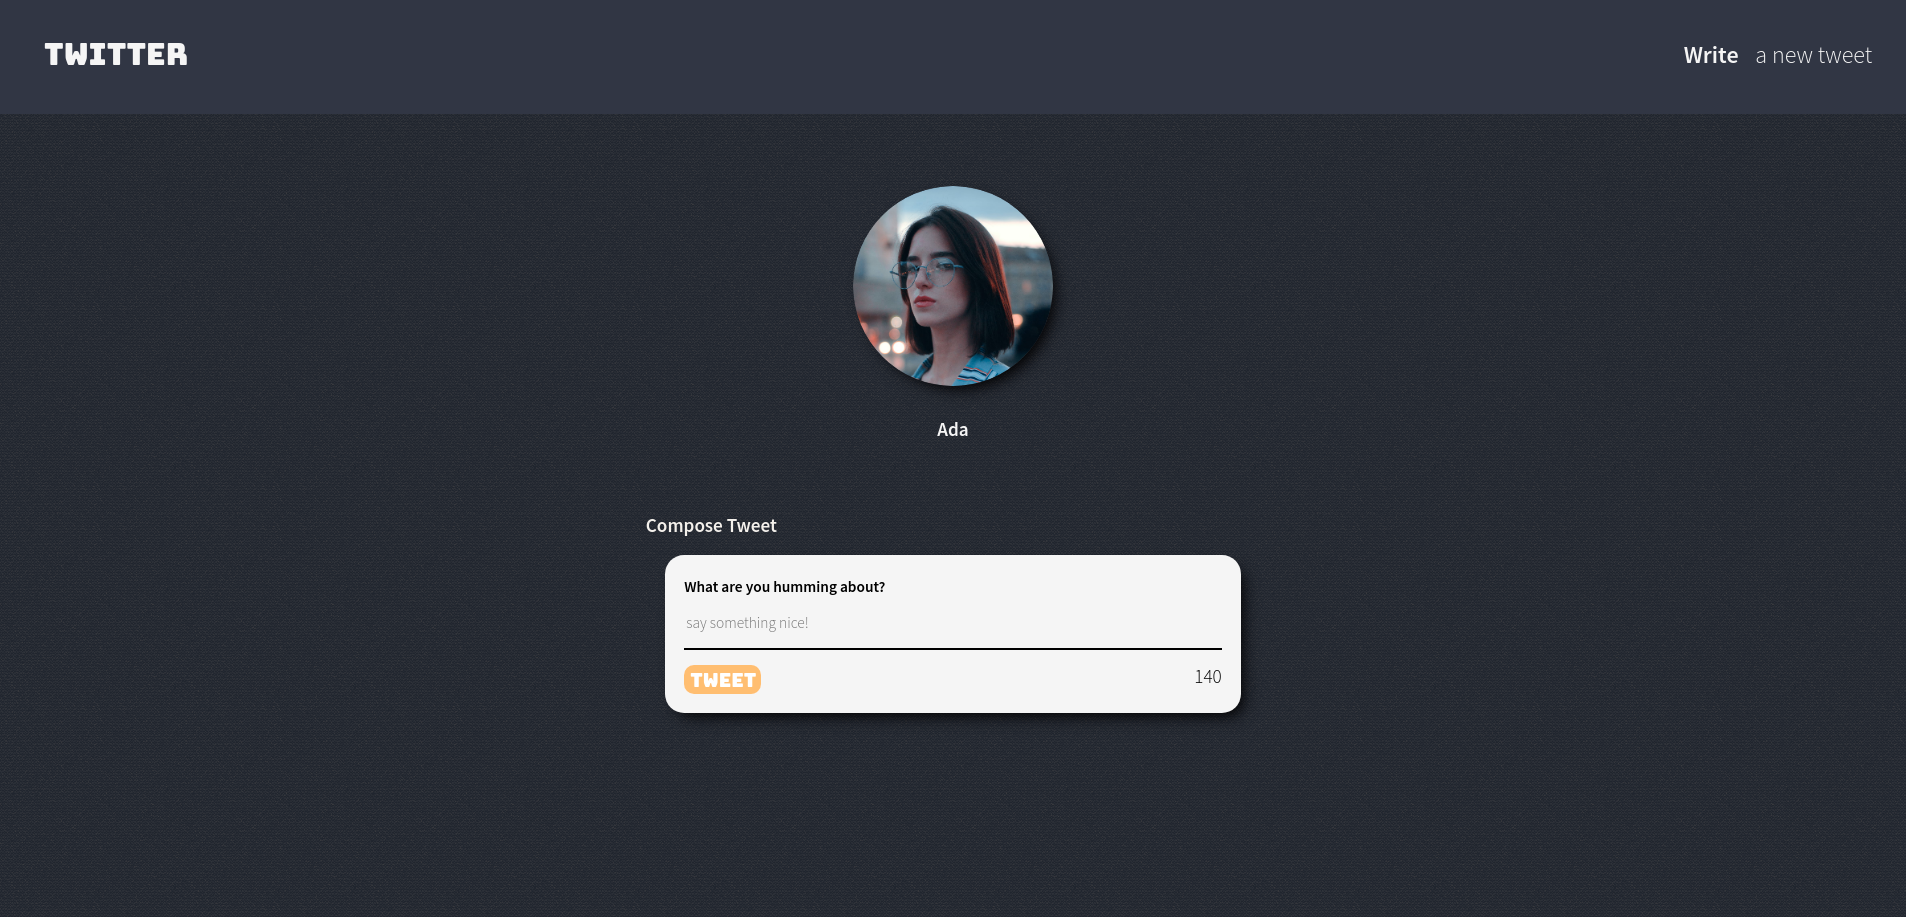 TWITTER
Write a new tweet
Ada
Compose Tweet
What are you humming about?
say something nice!
TWEET
140